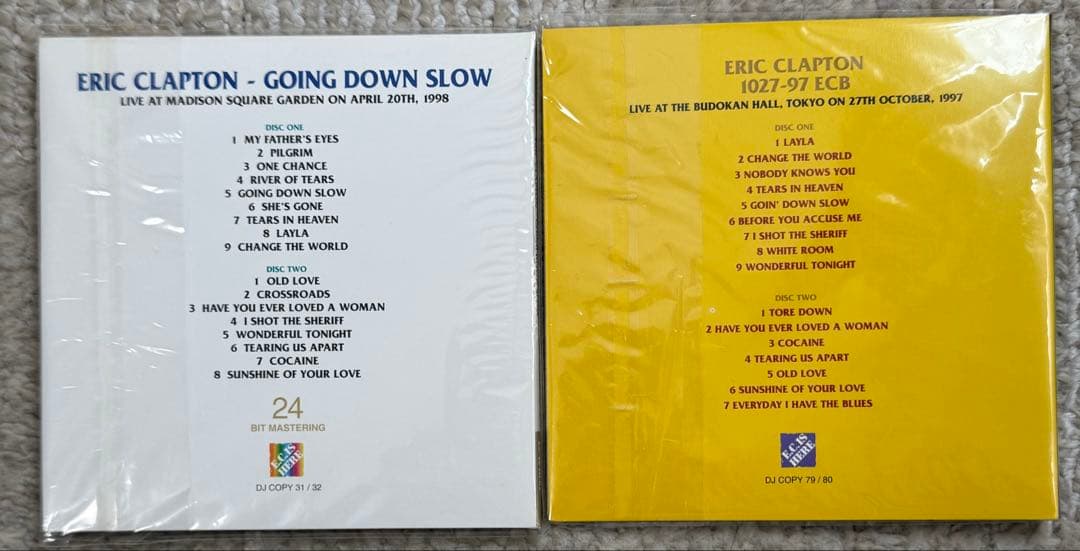 ERIC CLAPTON - GOING DOWN SLOW
LIVE AT MADISON SQUARE GARDEN ON APRIL 20TH, 1998
DISC ONE
1 MY FATHER'S EYES
2 PILGRIM
3 ONE CHANCE
4 RIVER OF TEARS
5 GOING DOWN SLOW
6 SHE'S GONE
7 TEARS IN HEAVEN
8 LAYLA
9 CHANGE THE WORLD
DISC TWO
1 OLD LOVE
2 CROSSROADS
3 HAVE YOU EVER LOVED A WOMAN
4 I SHOT THE SHERIFF
5 WONDERFUL TONIGHT
6 TEARING US APART
7 COCAINE
8 SUNSHINE OF YOUR LOVE
24
BIT MASTERING
E.C. IS
HERE
DJ COPY 31 / 32
ERIC CLAPTON
1027-97 ECB
LIVE AT THE BUDOKAN HALL, TOKYO ON 27TH OCTOBER, 1997
DISC ONE
1 LAYLA
2 CHANGE THE WORLD
3 NOBODY KNOWS YOU
4 TEARS IN HEAVEN
5 GOIN' DOWN SLOW
6 BEFORE YOU ACCUSE ME
7 I SHOT THE SHERIFF
8 WHITE ROOM
9 WONDERFUL TONIGHT
DISC TWO
1 TORE DOWN
2 HAVE YOU EVER LOVED A WOMAN
3 COCAINE
4 TEARING US APART
5 OLD LOVE
6 SUNSHINE OF YOUR LOVE
7 EVERYDAY I HAVE THE BLUES
E.C. IS
HERE
DJ COPY 79 / 80